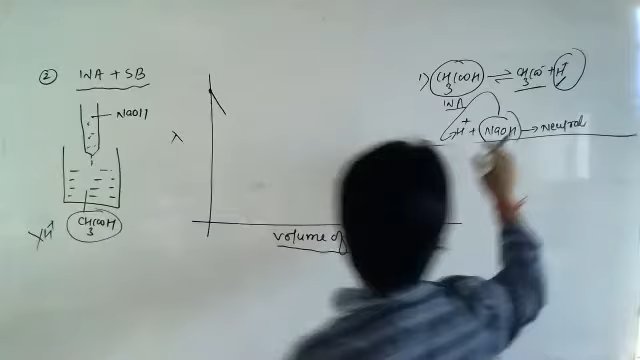 ② WA + SB
NaOH
CH3COOH
λ
volume of
1) CH3COOH ⇌ CH3COO⁻ + H⁺
WA
H⁺ + NaOH → Neutral